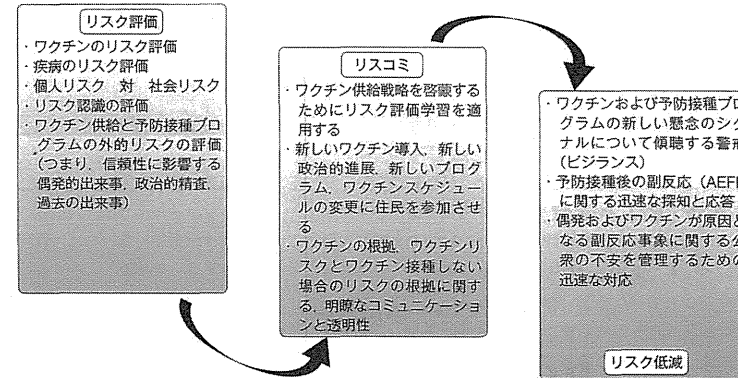 リスク評価
・ワクチンのリスク評価
・疾病のリスク評価
・個人リスク　対　社会リスク
・リスク認識の評価
・ワクチン供給と予防接種プロ
グラムの外的リスクの評価
（つまり，信頼性に影響する
偶発的出来事，政治的精査，
過去の出来事）
リスコミ
・ワクチン供給戦略を啓蒙する
ためにリスク評価学習を適
用する
・新しいワクチン導入，新しい
政治的進展，新しいプログ
ラム，ワクチンスケジュー
ルの変更に住民を参加させ
る
・ワクチンの根拠，ワクチンリ
スクとワクチン接種しない
場合のリスクの根拠に関す
る，明瞭なコミュニケーショ
ンと透明性
・ワクチンおよび予防接種プロ
グラムの新しい懸念のシグ
ナルについて傾聴する警戒
（ビジランス）
・予防接種後の副反応（AEFI
に関する迅速な探知と応答
・偶発およびワクチンが原因と
なる副反応事象に関する公
衆の不安を管理するための
迅速な対応
リスク低減